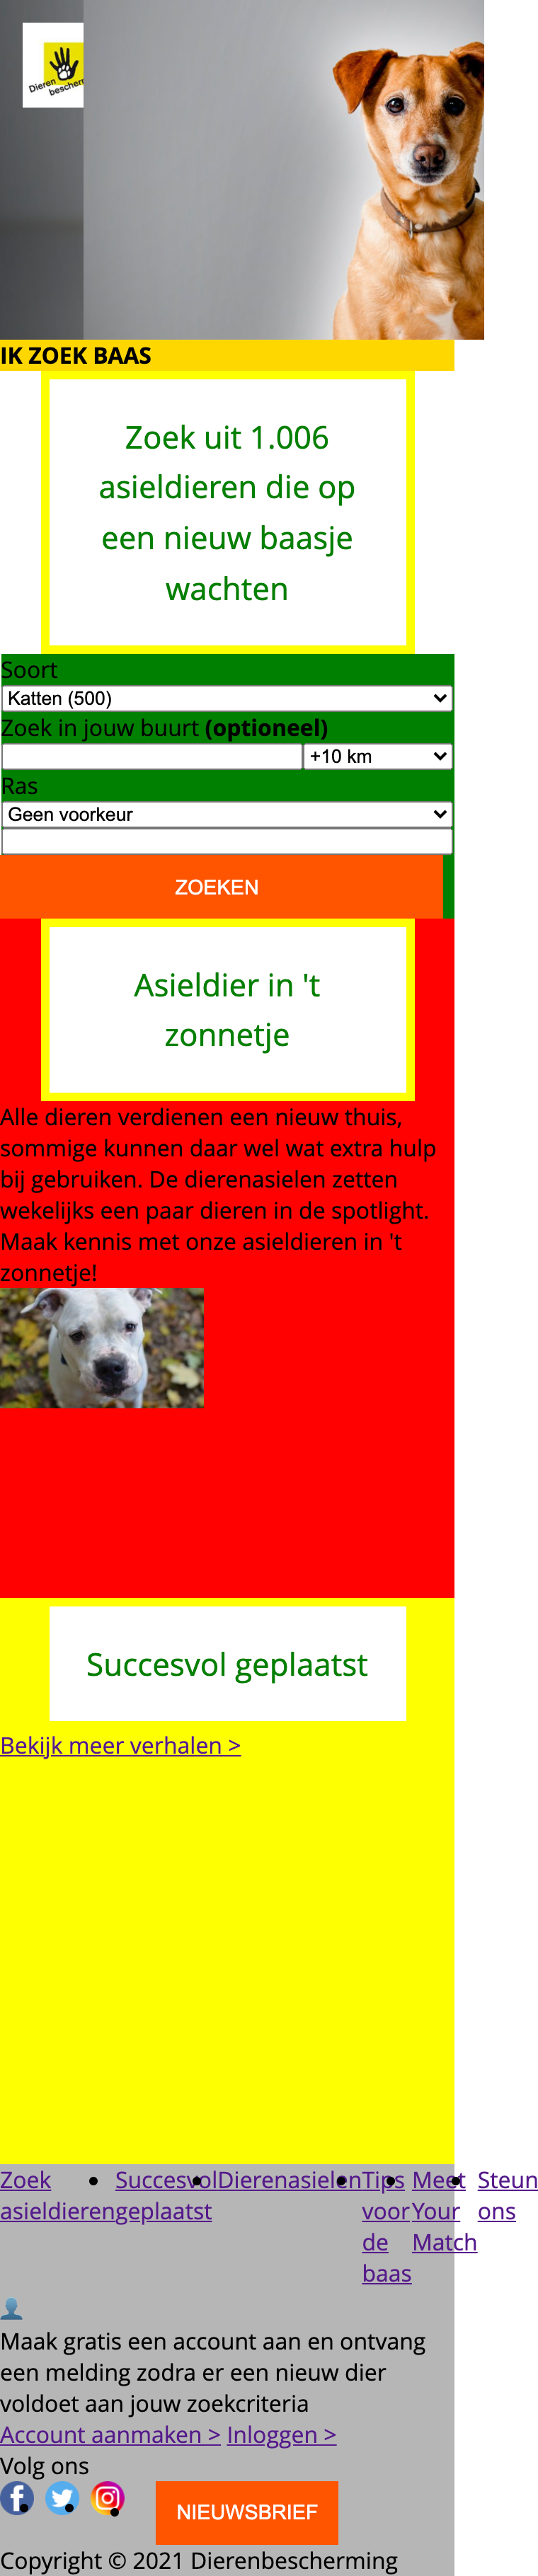 Dieren
bescherm
IK ZOEK BAAS
Zoek uit 1.006
asieldieren die op
een nieuw baasje
wachten
Soort
Katten (500)
Zoek in jouw buurt (optioneel)
+10 km
Ras
Geen voorkeur
ZOEKEN
Asieldier in 't
zonnetje
Alle dieren verdienen een nieuw thuis,
sommige kunnen daar wel wat extra hulp
bij gebruiken. De dierenasielen zetten
wekelijks een paar dieren in de spotlight.
Maak kennis met onze asieldieren in 't
zonnetje!
Succesvol geplaatst
Bekijk meer verhalen >
Zoek
asieldieren
Succesvol
geplaatst
Dierenasielen
Tips
voor
de
baas
Meet
Your
Match
Steun
ons
Maak gratis een account aan en ontvang
een melding zodra er een nieuw dier
voldoet aan jouw zoekcriteria
Account aanmaken > Inloggen >
Volg ons
NIEUWSBRIEF
Copyright © 2021 Dierenbescherming